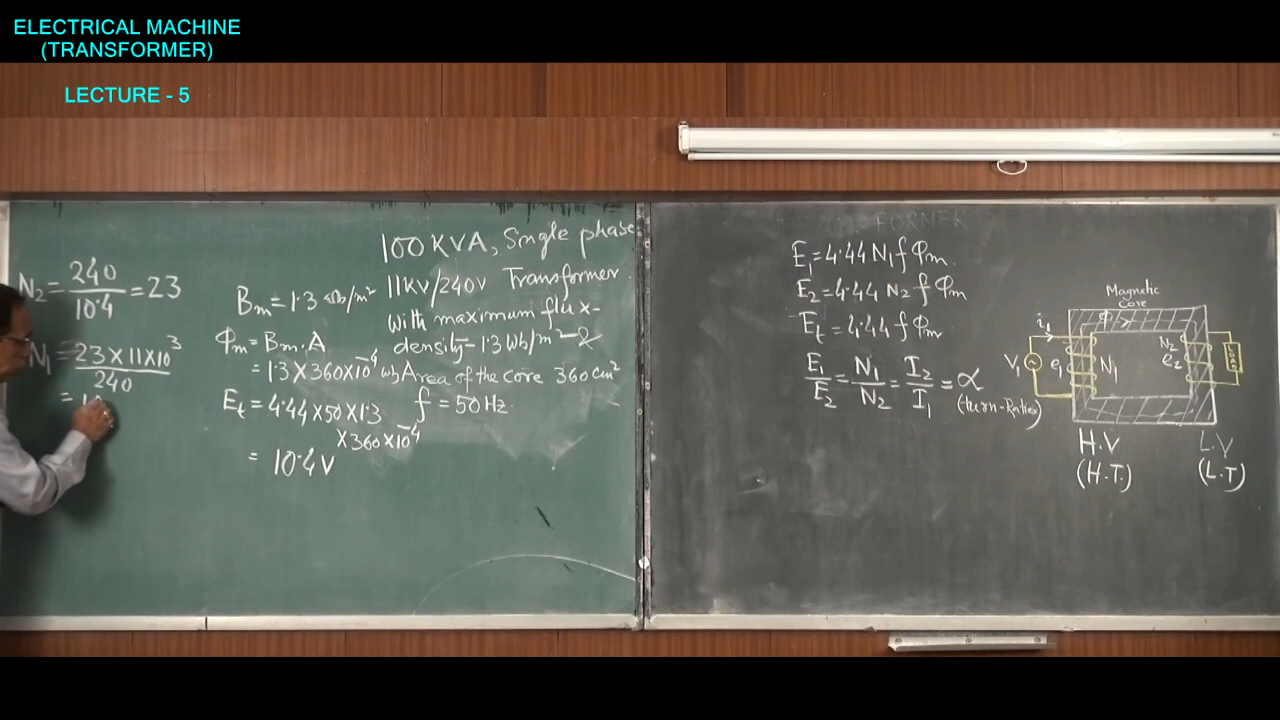 ELECTRICAL MACHINE
(TRANSFORMER)
LECTURE - 5
N2 = 240/10.4 = 23
N1 = 23×11×10³/240
=
100 KVA, Single phase
11KV/240V Transformer.
With maximum flux-
density = 1.3 Wb/m²
Area of the core 360 cm²
f = 50 Hz.
Bm = 1.3 wb/m²
Φm = Bm.A
= 1.3 × 360×10⁻⁴ wb
Et = 4.44×50×1.3
×360×10⁻⁴
= 10.4 V
FORMER
E1 = 4.44 N1 f Φm.
E2 = 4.44 N2 f Φm
Et = 4.44 f Φm
E1/E2 = N1/N2 = I2/I1 = α
(turn-Ratio)
Magnetic
Core
i1
Φ
V1
e1
N1
N2
e2
LOAD
H.V
(H.T.)
L.V
(L.T)